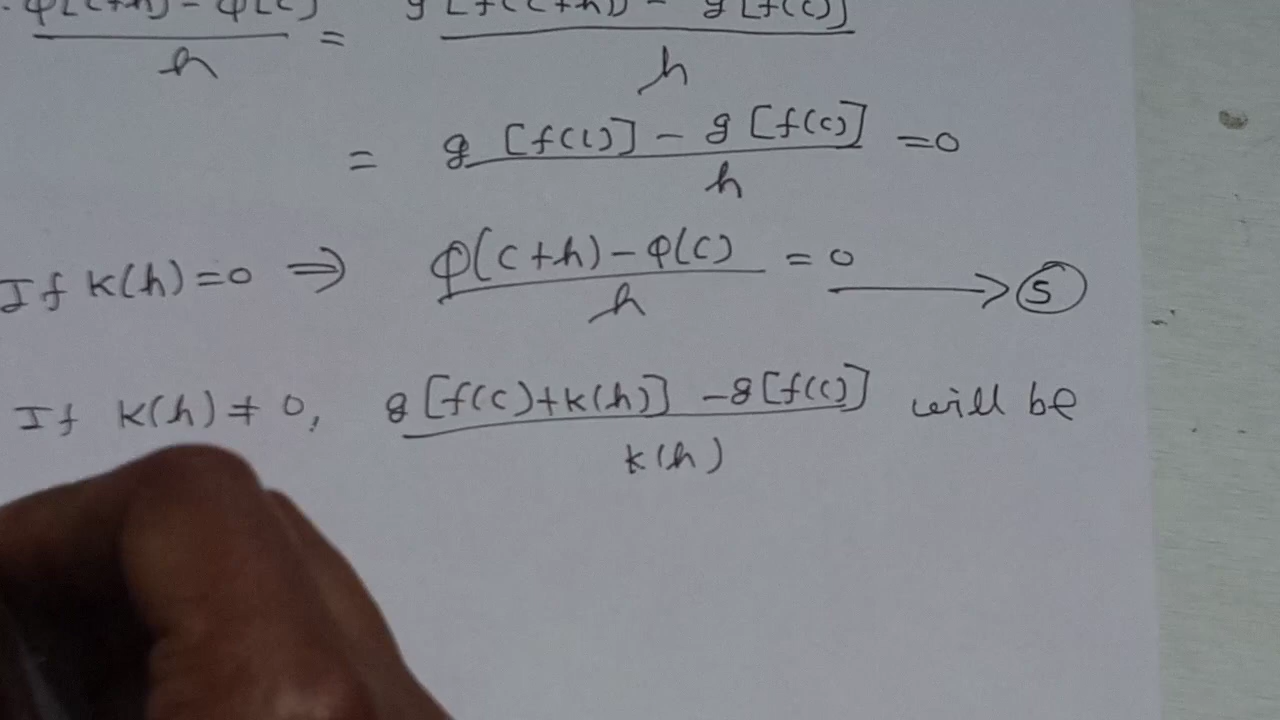 φ[(c+h)] - φ[c] / h = g[f(c+h)] - g[f(c)] / h
= g[f(c)] - g[f(c)] / h = 0
If k(h)=0 ⇒ φ(c+h)-φ(c) / h = 0 → ⑤
If k(h)≠0, g[f(c)+k(h)] -g[f(c)] / k(h) will be